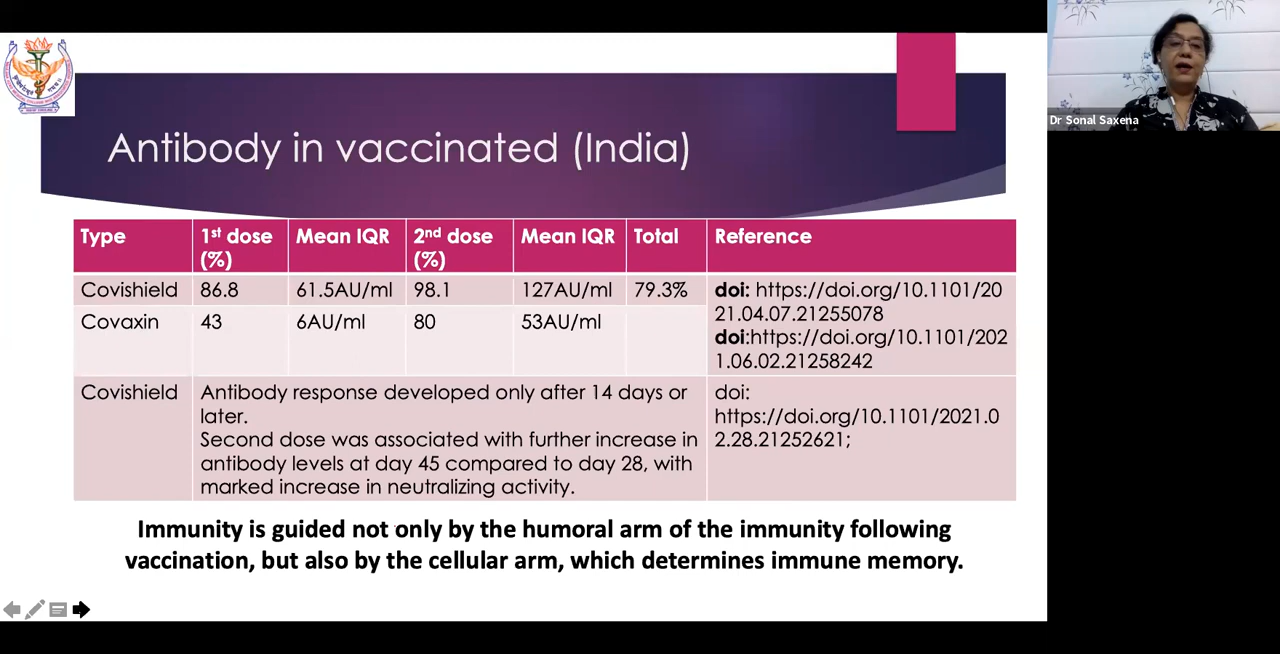 Antibody in vaccinated (India)
Type 1st dose (%) Mean IQR 2nd dose (%) Mean IQR Total Reference
Covishield 86.8 61.5AU/ml 98.1 127AU/ml 79.3% doi: https://doi.org/10.1101/20
21.04.07.21255078
Covaxin 43 6AU/ml 80 53AU/ml doi:https://doi.org/10.1101/202
1.06.02.21258242
Covishield
Antibody response developed only after 14 days or
later.
Second dose was associated with further increase in
antibody levels at day 45 compared to day 28, with
marked increase in neutralizing activity.
doi:
https://doi.org/10.1101/2021.0
2.28.21252621;
Immunity is guided not only by the humoral arm of the immunity following
vaccination, but also by the cellular arm, which determines immune memory.
Dr Sonal Saxena